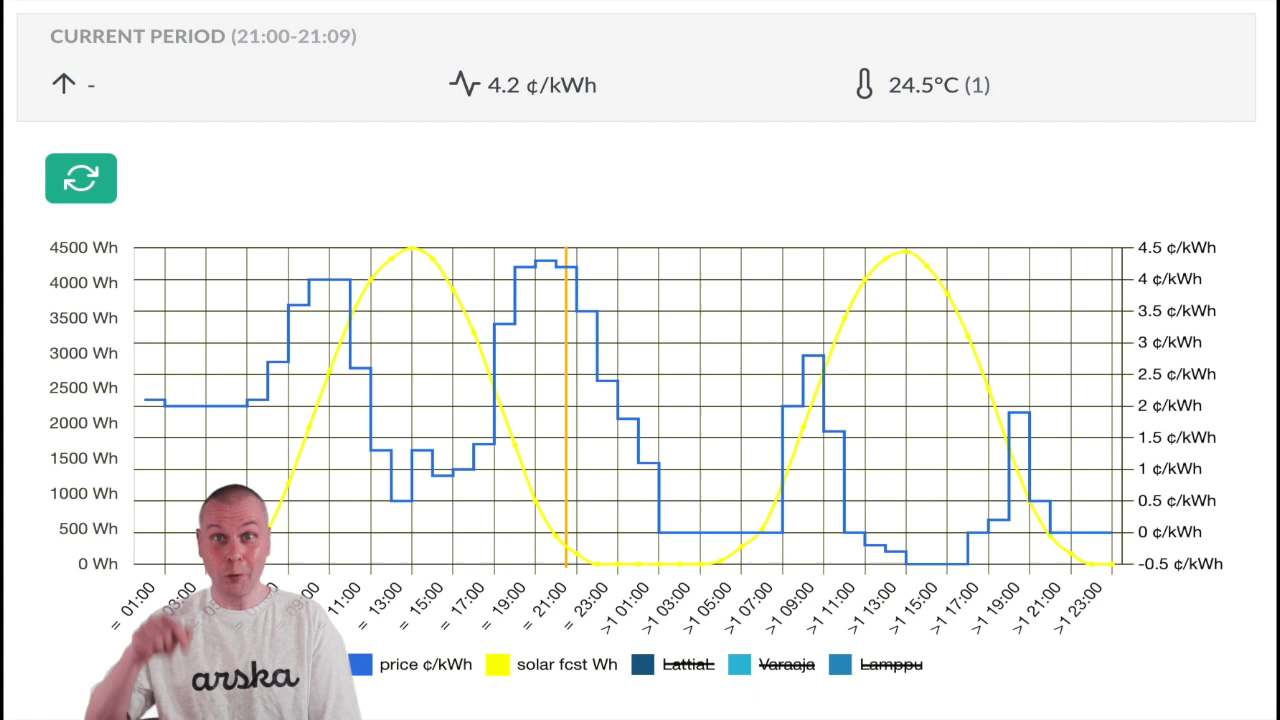 CURRENT PERIOD (21:00-21:09)
-
4.2 ¢/kWh
24.5°C (1)
4500 Wh
4000 Wh
3500 Wh
3000 Wh
2500 Wh
2000 Wh
1500 Wh
1000 Wh
500 Wh
0 Wh
4.5 ¢/kWh
4 ¢/kWh
3.5 ¢/kWh
3 ¢/kWh
2.5 ¢/kWh
2 ¢/kWh
1.5 ¢/kWh
1 ¢/kWh
0.5 ¢/kWh
0 ¢/kWh
-0.5 ¢/kWh
= 01:00
03:00
05
09:00
11:00
= 13:00
= 15:00
= 17:00
= 19:00
= 21:00
= 23:00
>1 01:00
>1 03:00
>1 05:00
>1 07:00
>1 09:00
>1 11:00
>1 13:00
>1 15:00
>1 17:00
>1 19:00
>1 21:00
>1 23:00
price ¢/kWh
solar fcst Wh
LattiaL
Varaaja
Lamppu
arska